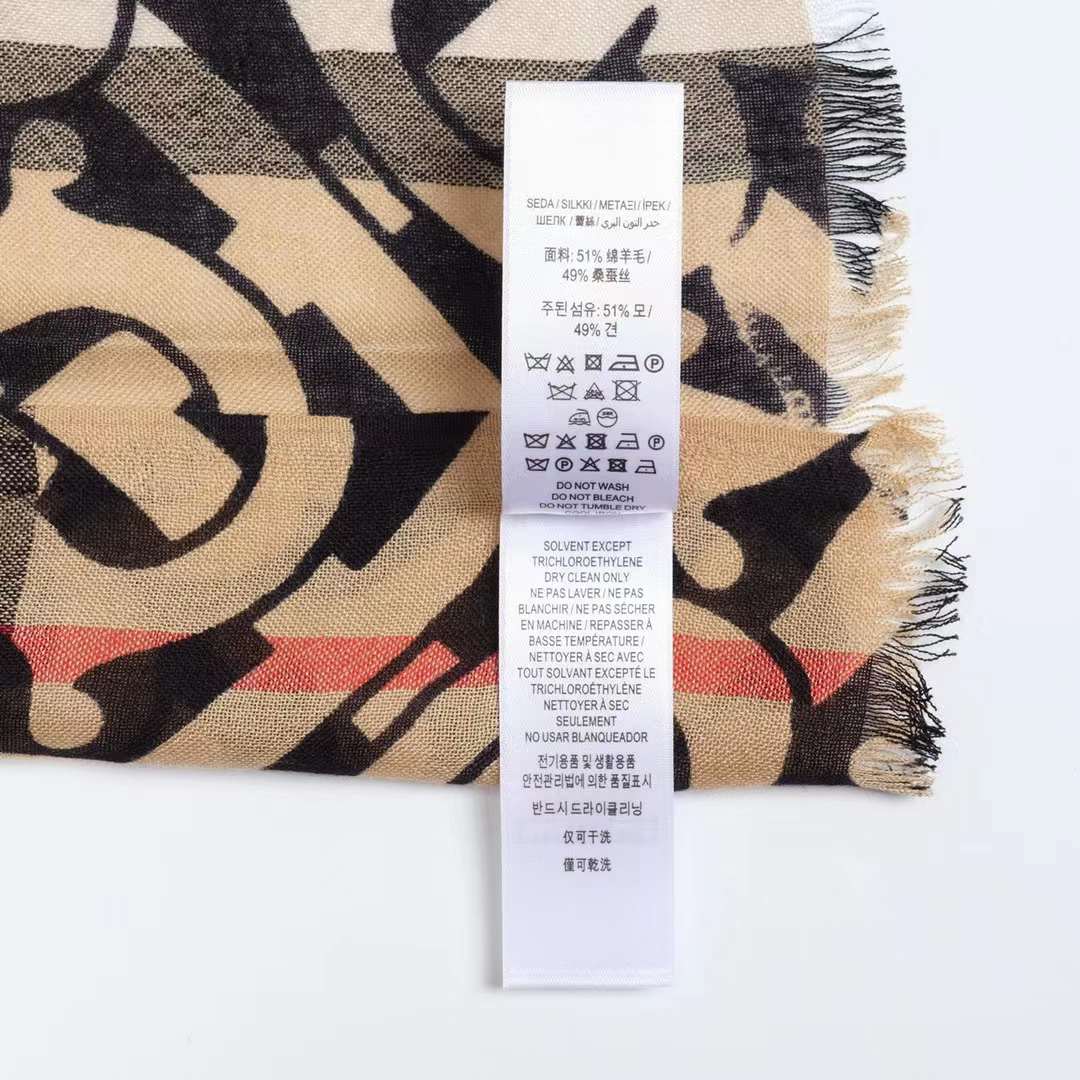 SEDA / SILKKI / ΜΕΤΑΞΙ / İPEK /
ШЕЛК / 蠶絲 / حدر التون البري /
面料: 51% 绵羊毛 /
49% 桑蚕丝
주된 섬유: 51% 모 /
49% 견
DO NOT WASH
DO NOT BLEACH
DO NOT TUMBLE DRY
SOLVENT EXCEPT
TRICHLOROETHYLENE
DRY CLEAN ONLY
NE PAS LAVER / NE PAS
BLANCHIR / NE PAS SÉCHER
EN MACHINE / REPASSER À
BASSE TEMPÉRATURE /
NETTOYER À SEC AVEC
TOUT SOLVANT EXCEPTÉ LE
TRICHLOROÉTHYLÈNE
NETTOYER À SEC
SEULEMENT
NO USAR BLANQUEADOR
전기용품 및 생활용품
안전관리법에 의한 품질표시
반드시 드라이클리닝
仅可干洗
僅可乾洗